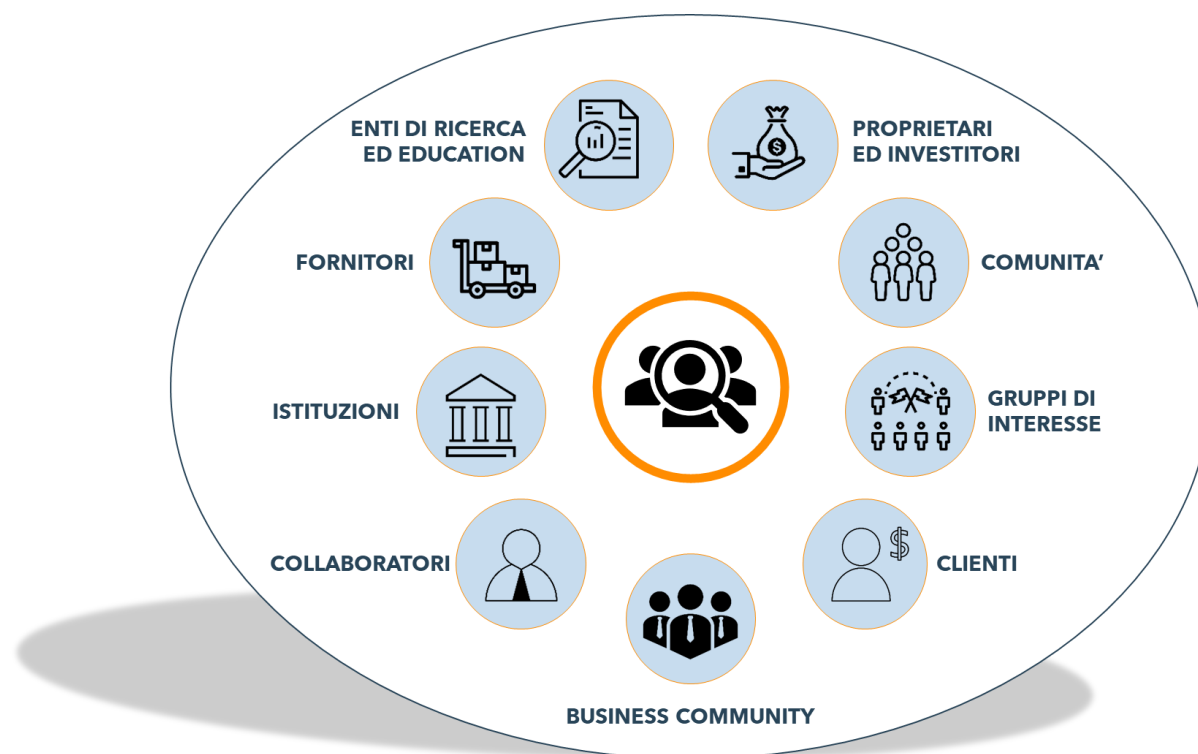 ENTI DI RICERCA
ED EDUCATION
PROPRIETARI
ED INVESTITORI
FORNITORI
COMUNITA’
ISTITUZIONI
GRUPPI DI
INTERESSE
COLLABORATORI
CLIENTI
BUSINESS COMMUNITY